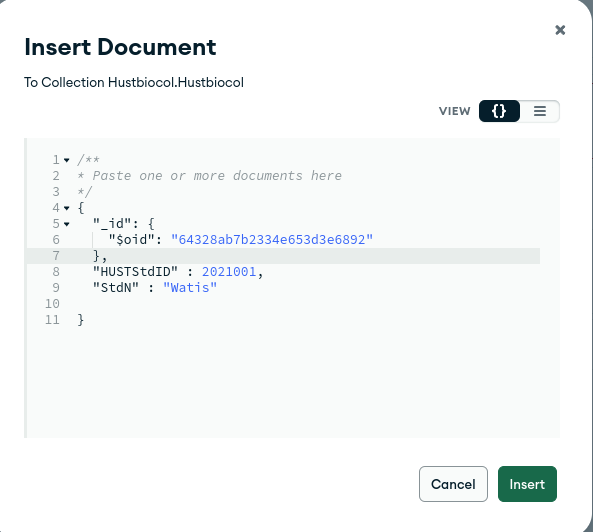 Insert Document
To Collection Hustbiocol.Hustbiocol
VIEW {}
1 /**
2 * Paste one or more documents here
3 */
4 {
5 "_id": {
6 "$oid": "64328ab7b2334e653d3e6892"
7 },
8 "HUSTStdID" : 2021001,
9 "StdN" : "Watis"
10
11 }
Cancel Insert